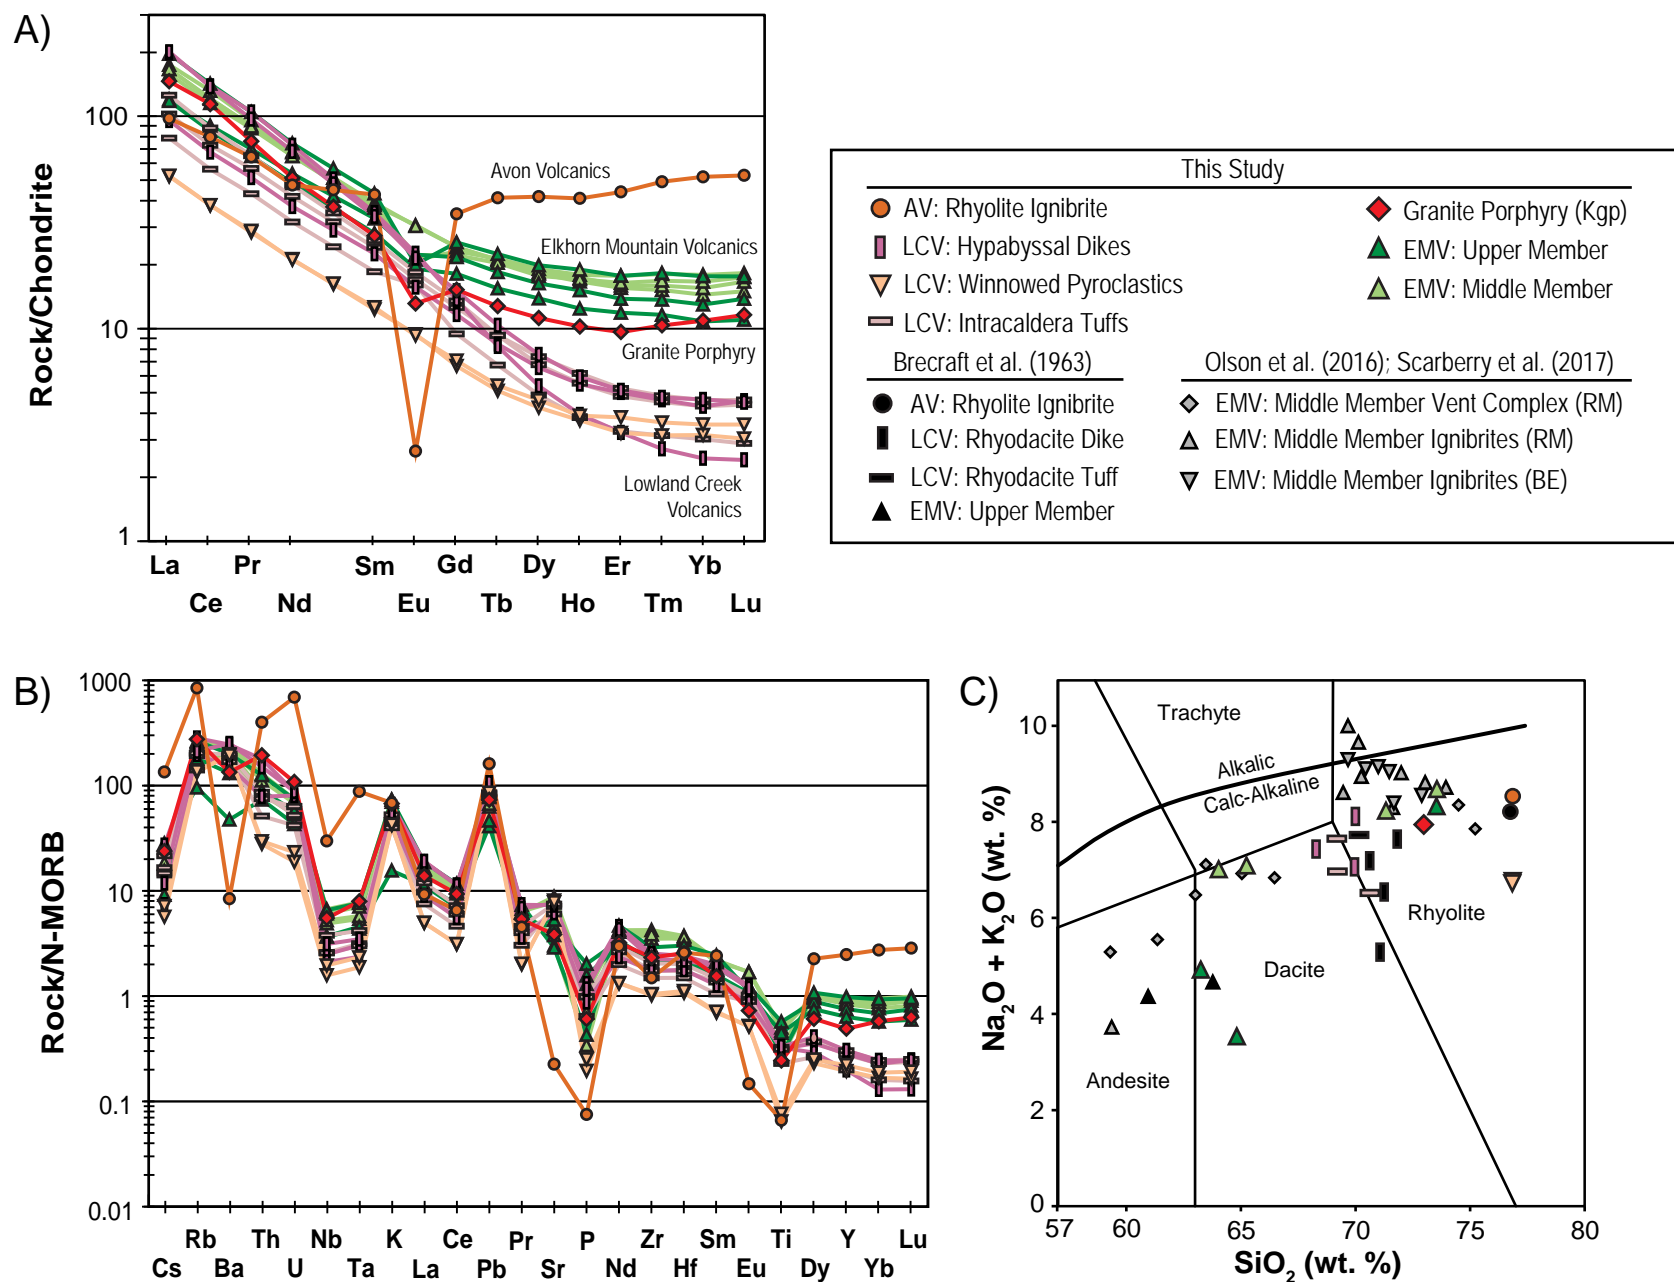 A)
Rock/Chondrite
100
10
1
Avon Volcanics
Elkhorn Mountain Volcanics
Granite Porphyry
Lowland Creek
Volcanics
La Pr Sm Gd Dy Er Yb
Ce Nd Eu Tb Ho Tm Lu
This Study
AV: Rhyolite Ignibrite
LCV: Hypabyssal Dikes
LCV: Winnowed Pyroclastics
LCV: Intracaldera Tuffs
Granite Porphyry (Kgp)
EMV: Upper Member
EMV: Middle Member
Brecraft et al. (1963)
AV: Rhyolite Ignibrite
LCV: Rhyodacite Dike
LCV: Rhyodacite Tuff
EMV: Upper Member
Olson et al. (2016); Scarberry et al. (2017)
EMV: Middle Member Vent Complex (RM)
EMV: Middle Member Ignibrites (RM)
EMV: Middle Member Ignibrites (BE)
B)
Rock/N-MORB
1000
100
10
1
0.1
0.01
Rb Th Nb K Ce Pr P Zr Sm Ti Y Lu
Cs Ba U Ta La Pb Sr Nd Hf Eu Dy Yb
C)
Na2O + K2O (wt. %)
10
8
6
4
2
0
Trachyte
Alkalic
Calc-Alkaline
Rhyolite
Dacite
Andesite
57 60 65 70 75 80
SiO2 (wt. %)